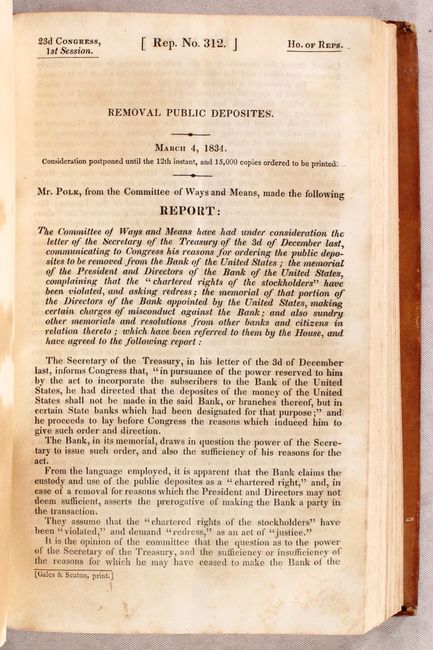 23d CONGRESS,
1st Session.
[ Rep. No. 312. ]
HO. OF REPS.
REMOVAL PUBLIC DEPOSITES.
MARCH 4, 1834.
Consideration postponed until the 12th instant, and 15,000 copies ordered to be printed.
Mr. POLK, from the Committee of Ways and Means, made the following
REPORT:
The Committee of Ways and Means have had under consideration the
letter of the Secretary of the Treasury of the 3d of December last,
communicating to Congress his reasons for ordering the public depo-
sites to be removed from the Bank of the United States; the memorial
of the President and Directors of the Bank of the United States,
complaining that the "chartered rights of the stockholders" have
been violated, and asking redress; the memorial of that portion of
the Directors of the Bank appointed by the United States, making
certain charges of misconduct against the Bank; and also sundry
other memorials and resolutions from other banks and citizens in
relation thereto; which have been referred to them by the House, and
have agreed to the following report:
The Secretary of the Treasury, in his letter of the 3d of December
last, informs Congress that, "in pursuance of the power reserved to him
by the act to incorporate the subscribers to the Bank of the United
States, he had directed that the deposites of the money of the United
States shall not be made in the said Bank, or branches thereof, but in
certain State banks which had been designated for that purpose;" and
he proceeds to lay before Congress the reasons which induced him to
give such order and direction.
The Bank, in its memorial, draws in question the power of the Secre-
tary to issue such order, and also the sufficiency of his reasons for the
act.
From the language employed, it is apparent that the Bank claims the
custody and use of the public deposites as a "chartered right," and, in
case of a removal for reasons which the President and Directors may not
deem sufficient, asserts the prerogative of making the Bank a party in
the transaction.
They assume that the "chartered rights of the stockholders" have
been "violated," and demand "redress," as an act of "justice."
It is the opinion of the committee that the question as to the power
of the Secretary of the Treasury, and the sufficiency or insufficiency of
the reasons for which he may have ceased to make the Bank of the
[Gales & Seaton, print.]